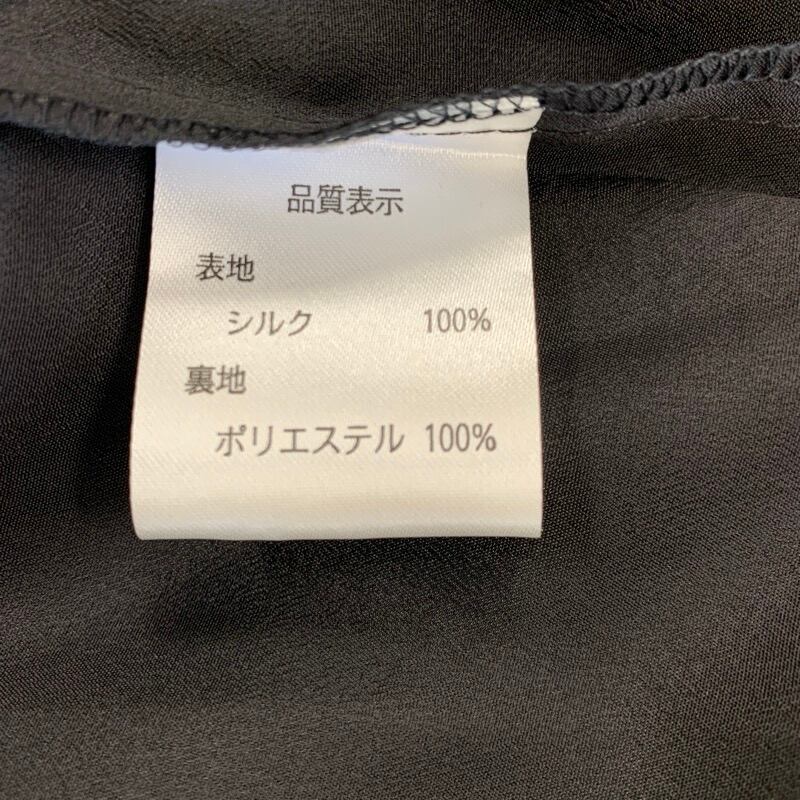 品質表示
表地
シルク 100%
裏地
ポリエステル 100%